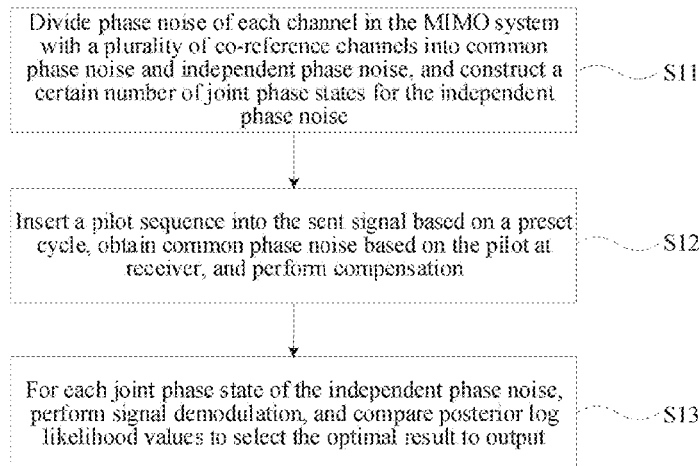 Divide phase noise of each channel in the MIMO system
with a plurality of co-reference channels into common
phase noise and independent phase noise, and construct a
certain number of joint phase states for the independent
phase noise
S11
Insert a pilot sequence into the sent signal based on a preset
cycle, obtain common phase noise based on the pilot at
receiver, and perform compensation
S12
For each joint phase state of the independent phase noise,
perform signal demodulation, and compare posterior log
likelihood values to select the optimal result to output
S13